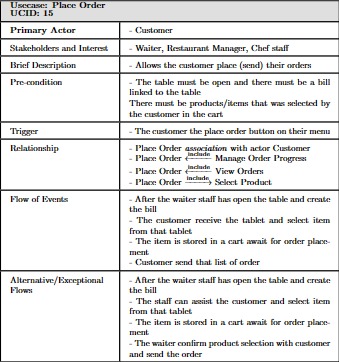 Usecase: Place Order
UCID: 15
Primary Actor
- Customer
Stakeholders and Interest
- Waiter, Restaurant Manager, Chef staff
Brief Description
- Allows the customer place (send) their orders
Pre-condition
- The table must be open and there must be a bill
linked to the table
There must be products/items that was selected by
the customer in the cart
Trigger
- The customer the place order button on their menu
Relationship
- Place Order association with actor Customer
- Place Order ←include Manage Order Progress
- Place Order ←include View Orders
- Place Order include→ Select Product
Flow of Events
- After the waiter staff has open the table and create
the bill
- The customer receive the tablet and select item
from that tablet
- The item is stored in a cart await for order place-
ment
- Customer send that list of order
Alternative/Exceptional
Flows
- After the waiter staff has open the table and create
the bill
- The staff can assist the customer and select item
from that tablet
- The item is stored in a cart await for order place-
ment
- The waiter confirm product selection with customer
and send the order